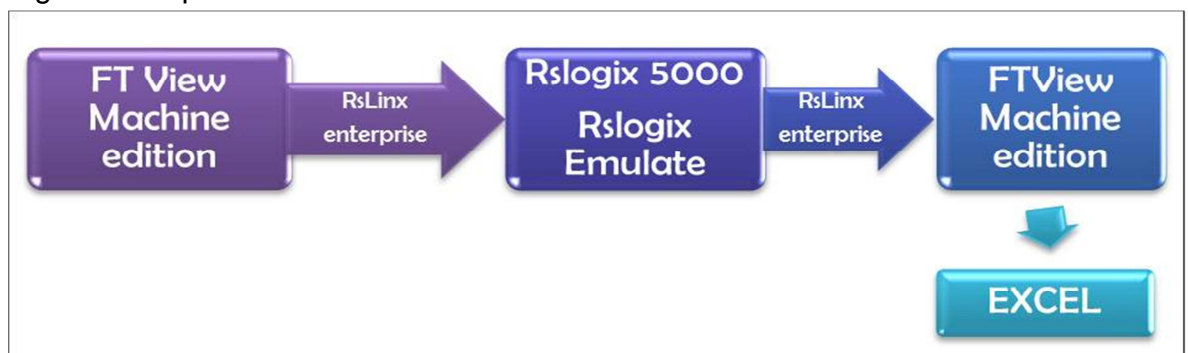 FT View
Machine
edition
RsLinx
enterprise
Rslogix 5000
Rslogix
Emulate
RsLinx
enterprise
FTView
Machine
edition
EXCEL